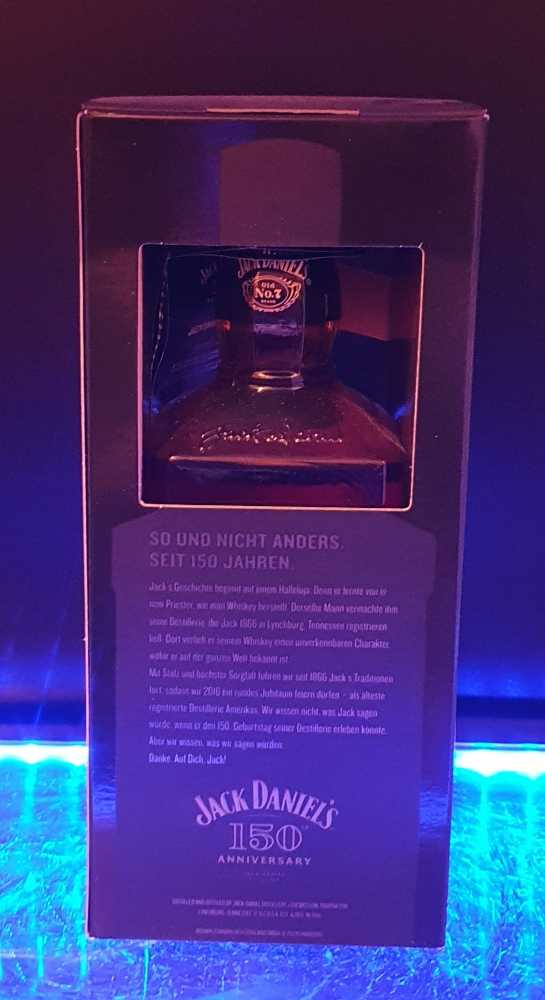 JACK DANIEL'S
Old
No.7
BRAND
SO UND NICHT ANDERS.
SEIT 150 JAHREN.
Jack's Geschichte beginnt auf einem Halleluja. Denn er lernte von er
nem Priester, wie man Whiskey herstellt. Derselbe Mann vermachte ihm
seine Destillerie, die Jack 1866 in Lynchburg, Tennessee registrieren
ließ. Dort verlieh er seinem Whiskey einen unverkennbaren Charakter,
wofür er auf der ganzen Welt bekannt ist.
Mit Stolz und höchster Sorgfalt führen wir seit 1866 Jack's Traditionen
fort, sodass wir 2016 ein rundes Jubiläum feiern dürfen – als älteste
registrierte Destillerie Amerikas. Wir wissen nicht, was Jack sagen
würde, wenn er den 150. Geburtstag seiner Destillerie erleben könnte.
Aber wir wissen, was wir sagen würden:
Danke. Auf Dich, Jack!
JACK DANIEL'S
150
ANNIVERSARY